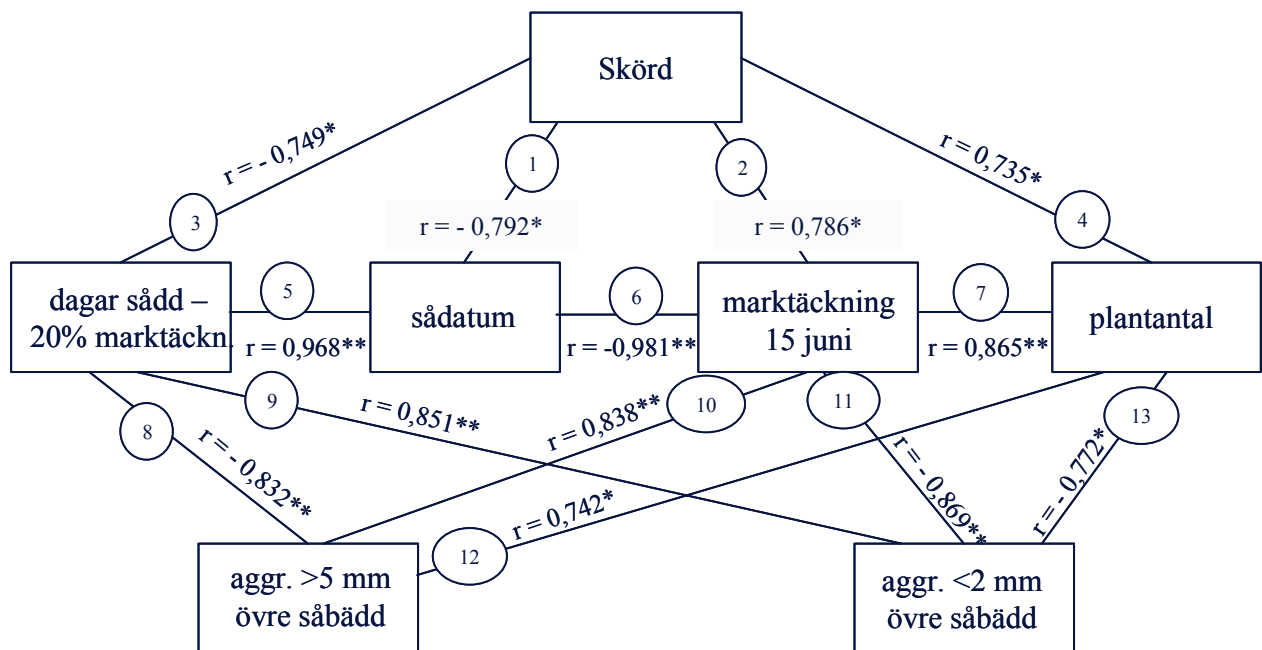 Skörd
r = - 0,749*
1
2
r = 0,735*
3
4
r = - 0,792*
r = 0,786*
dagar sådd –
20% marktäckn.
5
sådatum
6
marktäckning
15 juni
7
plantantal
r = 0,968**
r = -0,981**
r = 0,865**
8
9
10
11
13
r = - 0,832**
r = 0,851**
r = 0,838**
r = - 0,869**
r = - 0,772*
r = 0,742*
12
aggr. >5 mm
övre såbädd
aggr. <2 mm
övre såbädd